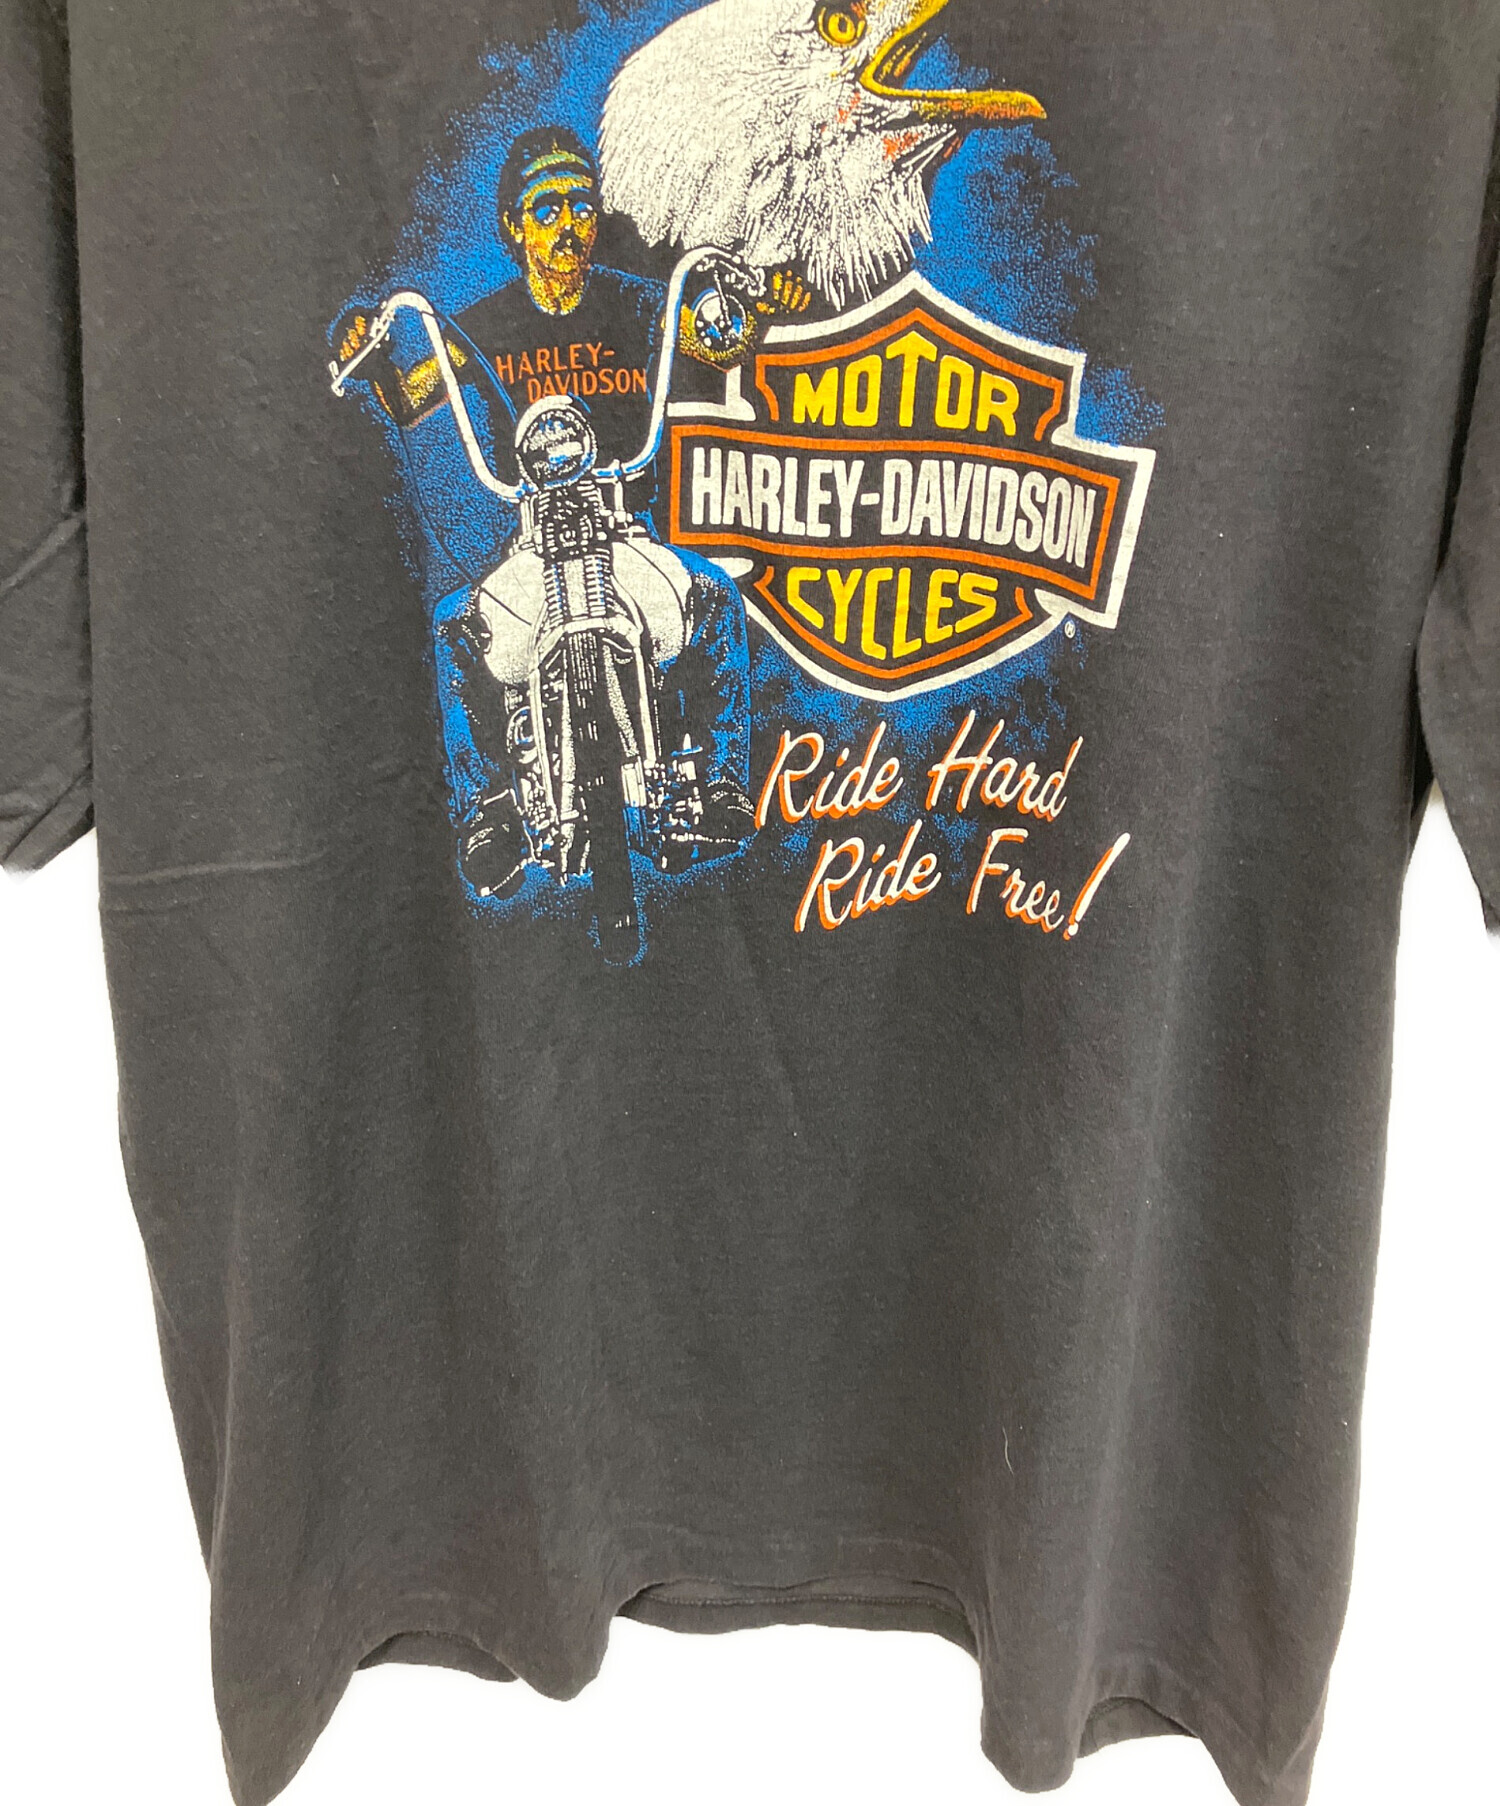 HARLEY-
DAVIDSON
MOTOR
HARLEY-DAVIDSON
CYCLES
®
Ride Hard
Ride Free!